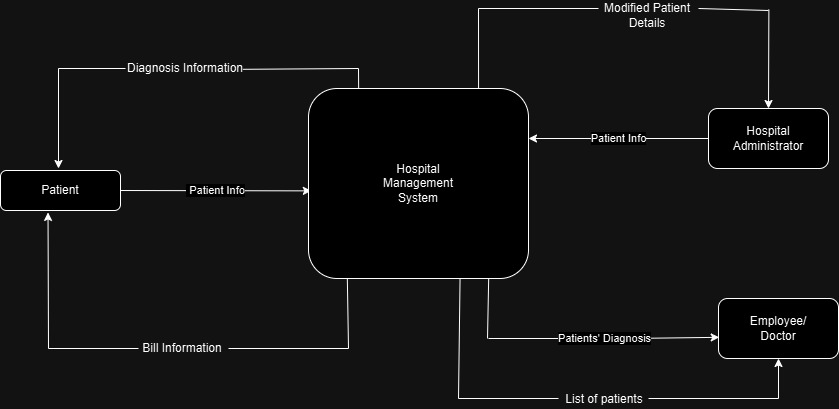 Modified Patient
Details
Diagnosis Information
Hospital
Administrator
Patient Info
Hospital
Management
System
Patient
Patient Info
Employee/
Doctor
Patients' Diagnosis
Bill Information
List of patients